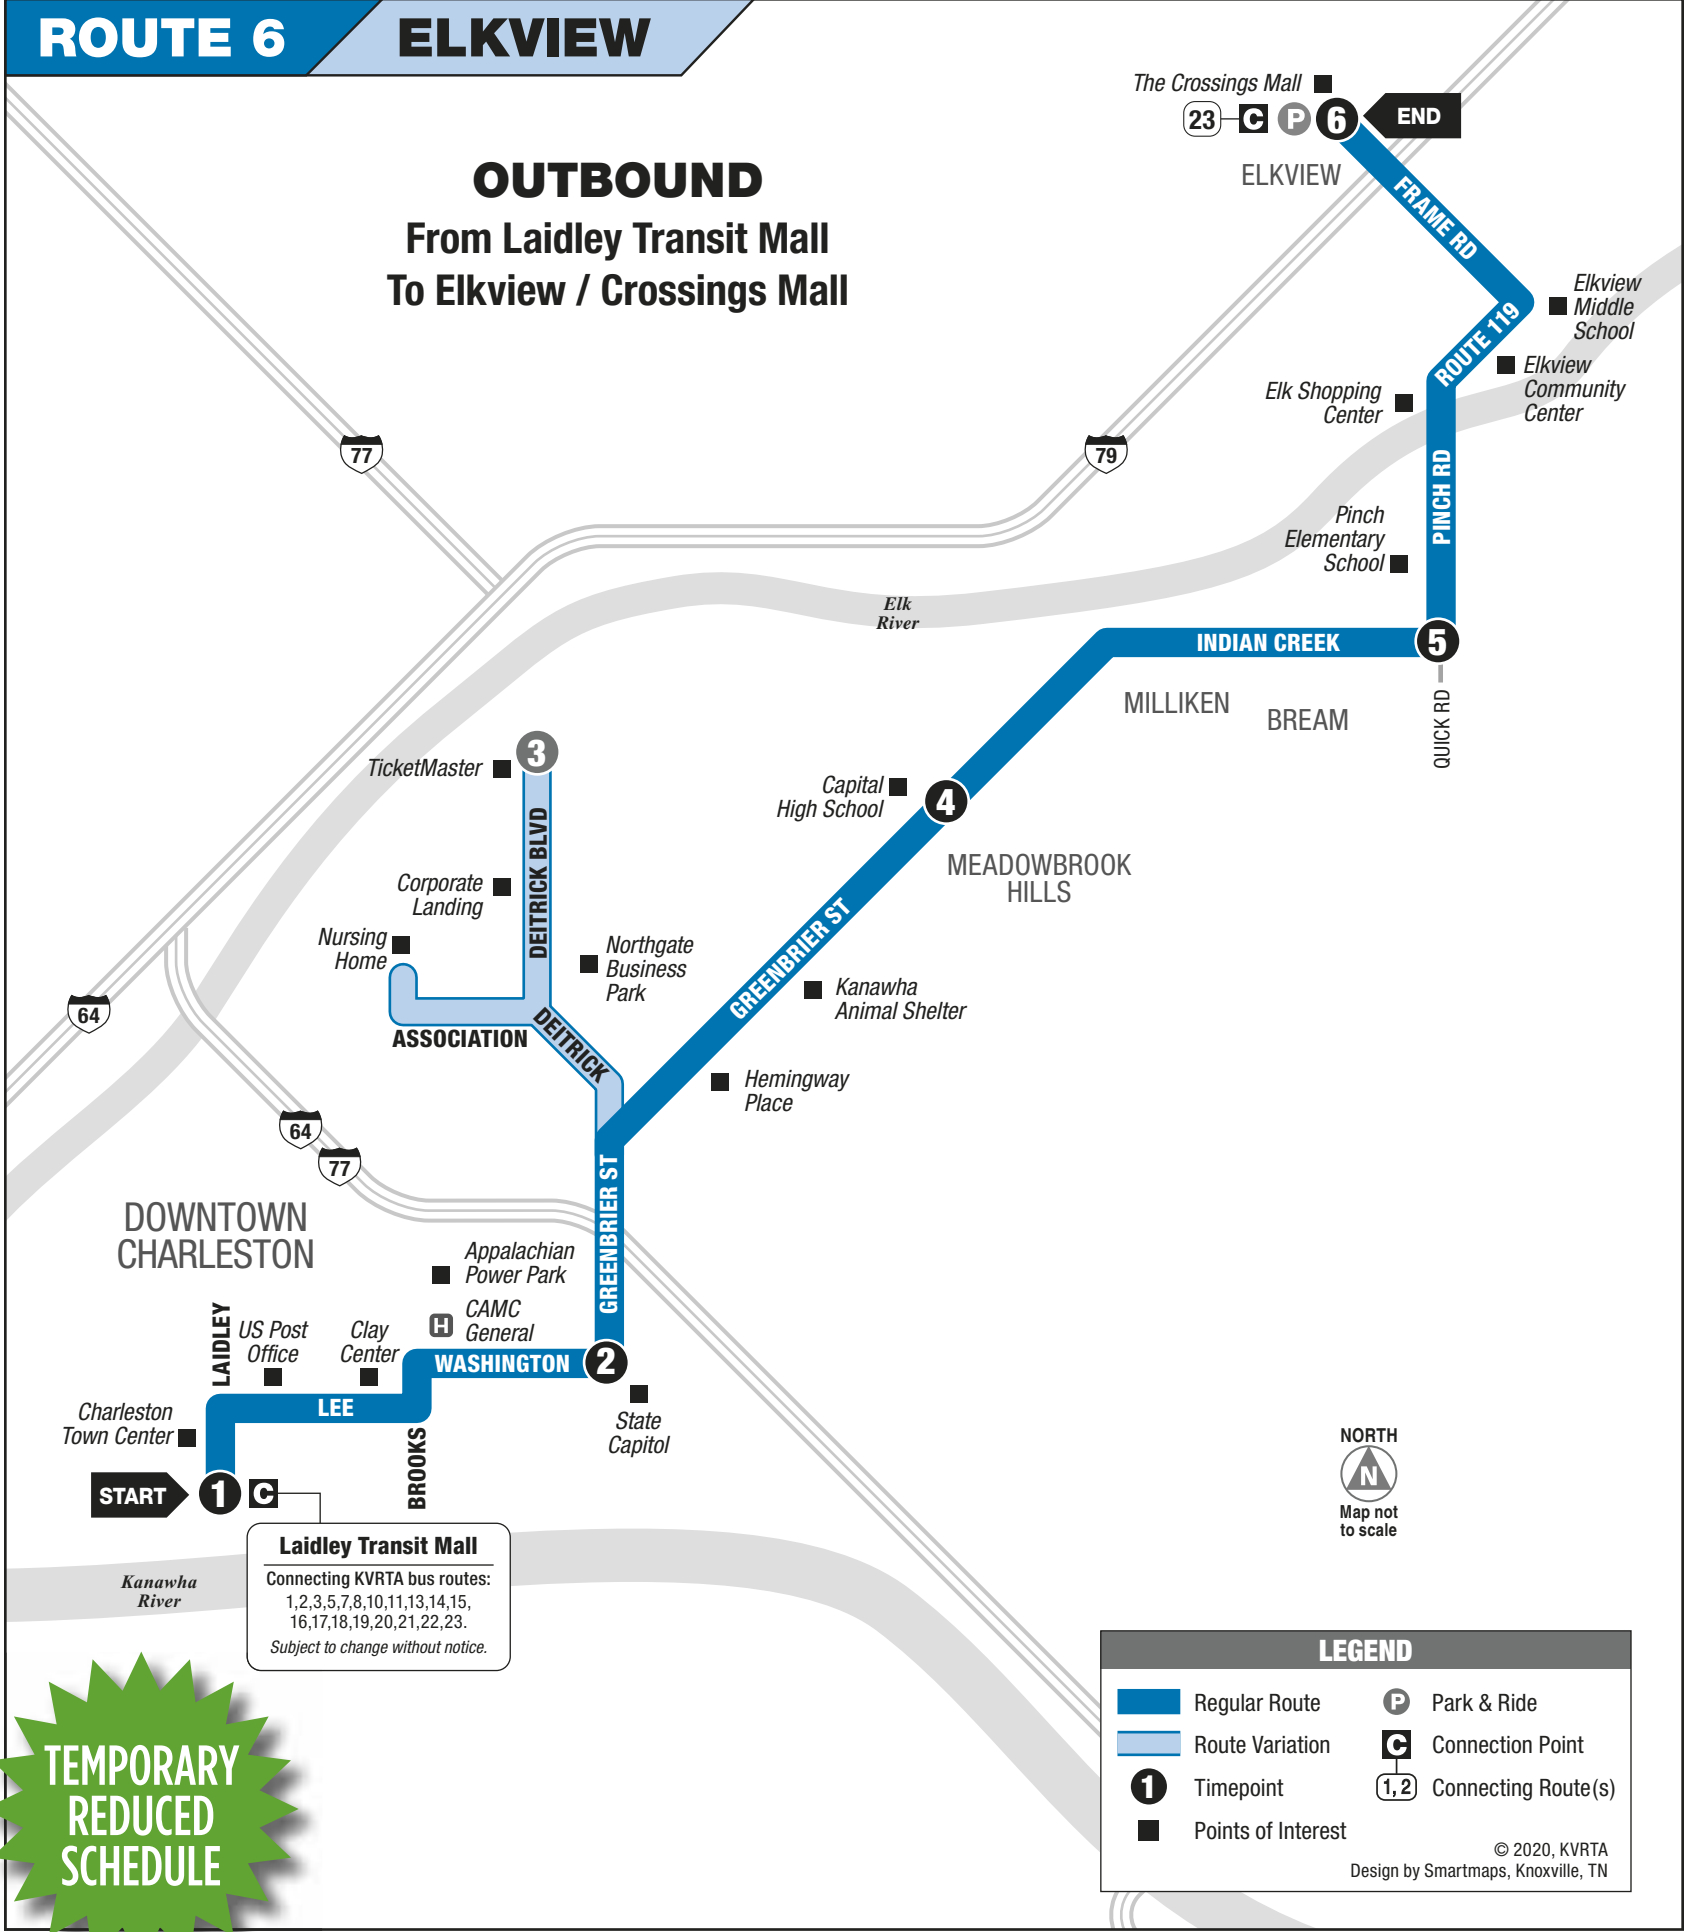 ROUTE 6
ELKVIEW
OUTBOUND
From Laidley Transit Mall
To Elkview / Crossings Mall
The Crossings Mall
23 C P 6
END
ELKVIEW
FRAME RD
Elkview
Middle
School
ROUTE 119
Elkview
Community
Center
Elk Shopping
Center
77
79
PINCH RD
Pinch
Elementary
School
Elk
River
INDIAN CREEK
5
MILLIKEN
BREAM
QUICK RD
TicketMaster
3
Capital
High School
4
DEITRICK BLVD
MEADOWBROOK
HILLS
Corporate
Landing
GREENBRIER ST
Nursing
Home
Northgate
Business
Park
Kanawha
Animal Shelter
64
ASSOCIATION
DEITRICK
Hemingway
Place
64
77
GREENBRIER ST
DOWNTOWN
CHARLESTON
Appalachian
Power Park
H
CAMC
General
LAIDLEY
US Post
Office
Clay
Center
WASHINGTON
2
LEE
Charleston
Town Center
State
Capitol
BROOKS
START
1 C
NORTH
N
Map not
to scale
Laidley Transit Mall
Connecting KVRTA bus routes:
1,2,3,5,7,8,10,11,13,14,15,
16,17,18,19,20,21,22,23.
Subject to change without notice.
Kanawha
River
TEMPORARY
REDUCED
SCHEDULE
LEGEND
Regular Route
P Park & Ride
Route Variation
C Connection Point
1 Timepoint
1, 2 Connecting Route(s)
Points of Interest
© 2020, KVRTA
Design by Smartmaps, Knoxville, TN